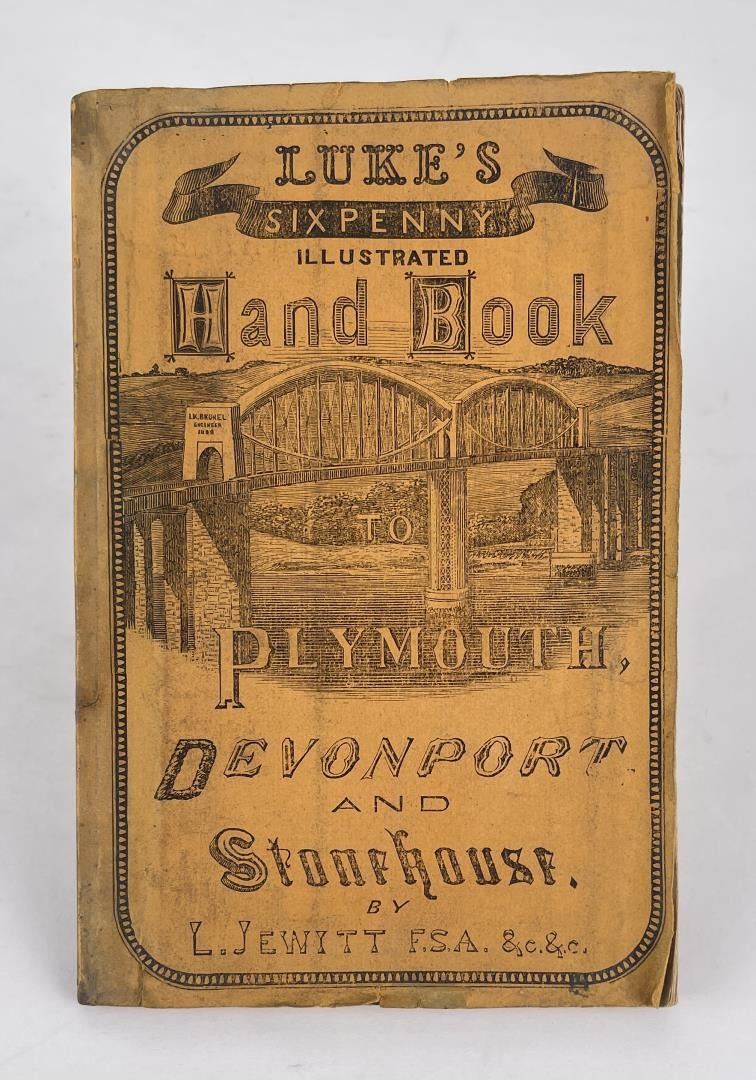 LUKE'S
SIXPENNY
ILLUSTRATED
Hand Book
I.K. BRUNEL
ENGINEER
TO
PLYMOUTH,
DEVONPORT,
AND
Stonehouse.
BY
L. JEWITT F.S.A. &c. &c.